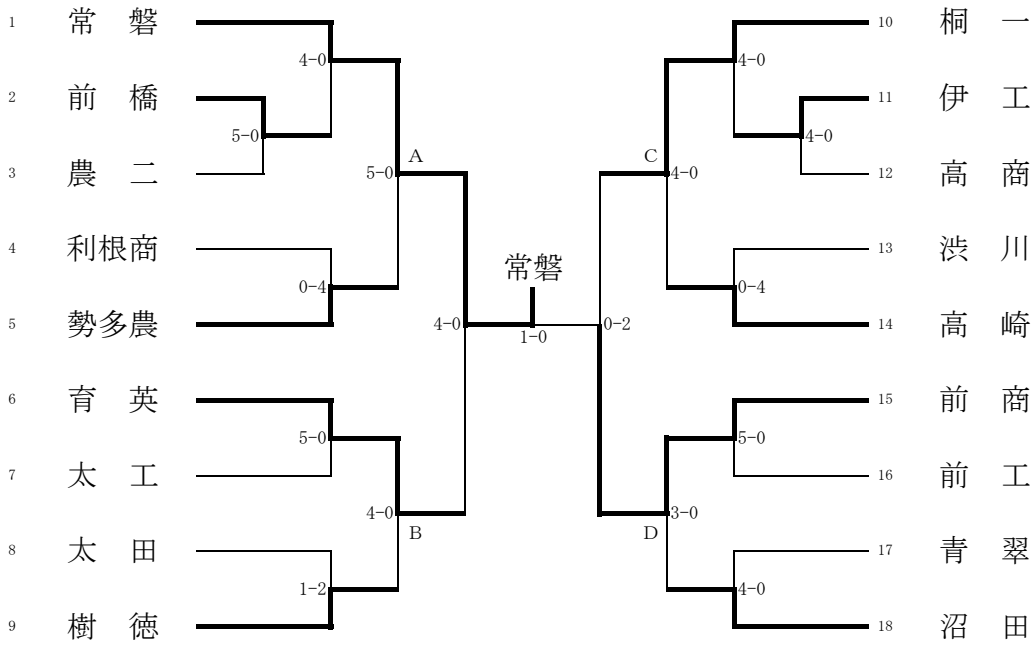 1 常磐
4-0
2 前橋
5-0
3 農二
A
5-0
4 利根商
0-4
5 勢多農
4-0
6 育英
5-0
7 太工
4-0
B
8 太田
1-2
9 樹徳
常磐
1-0
10 桐一
4-0
11 伊工
4-0
12 高商
C
4-0
13 渋川
0-4
14 高崎
0-2
15 前商
5-0
16 前工
3-0
D
17 青翠
4-0
18 沼田